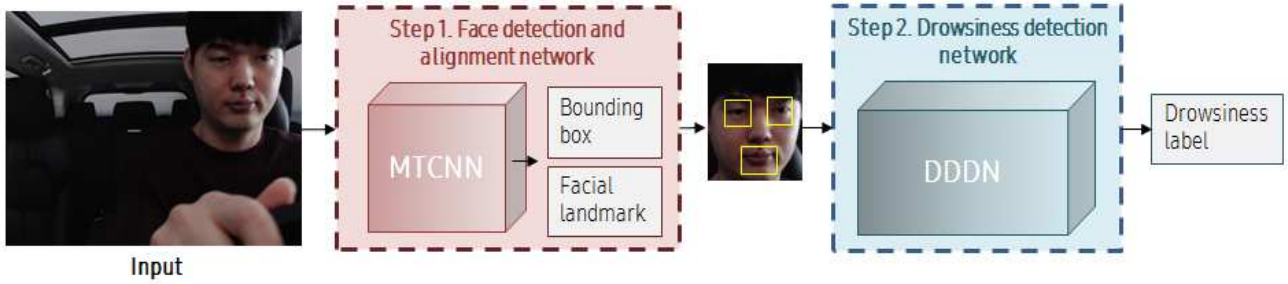 Step 1. Face detection and
alignment network
MTCNN
Bounding
box
Facial
landmark
Step 2. Drowsiness detection
network
DDDN
Drowsiness
label
Input